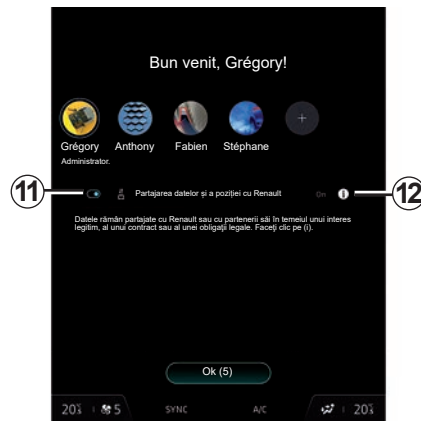 Bun venit, Grégory!
+
Grégory Anthony Fabien Stéphane
Administrator.
11 Partajarea datelor și a poziției cu Renault On i 12
Datele rămân partajate cu Renault sau cu partenerii săi în temeiul unui interes
legitim, al unui contract sau al unei obligații legale. Faceți clic pe (i).
Ok (5)
20 5 SYNC A/C 20